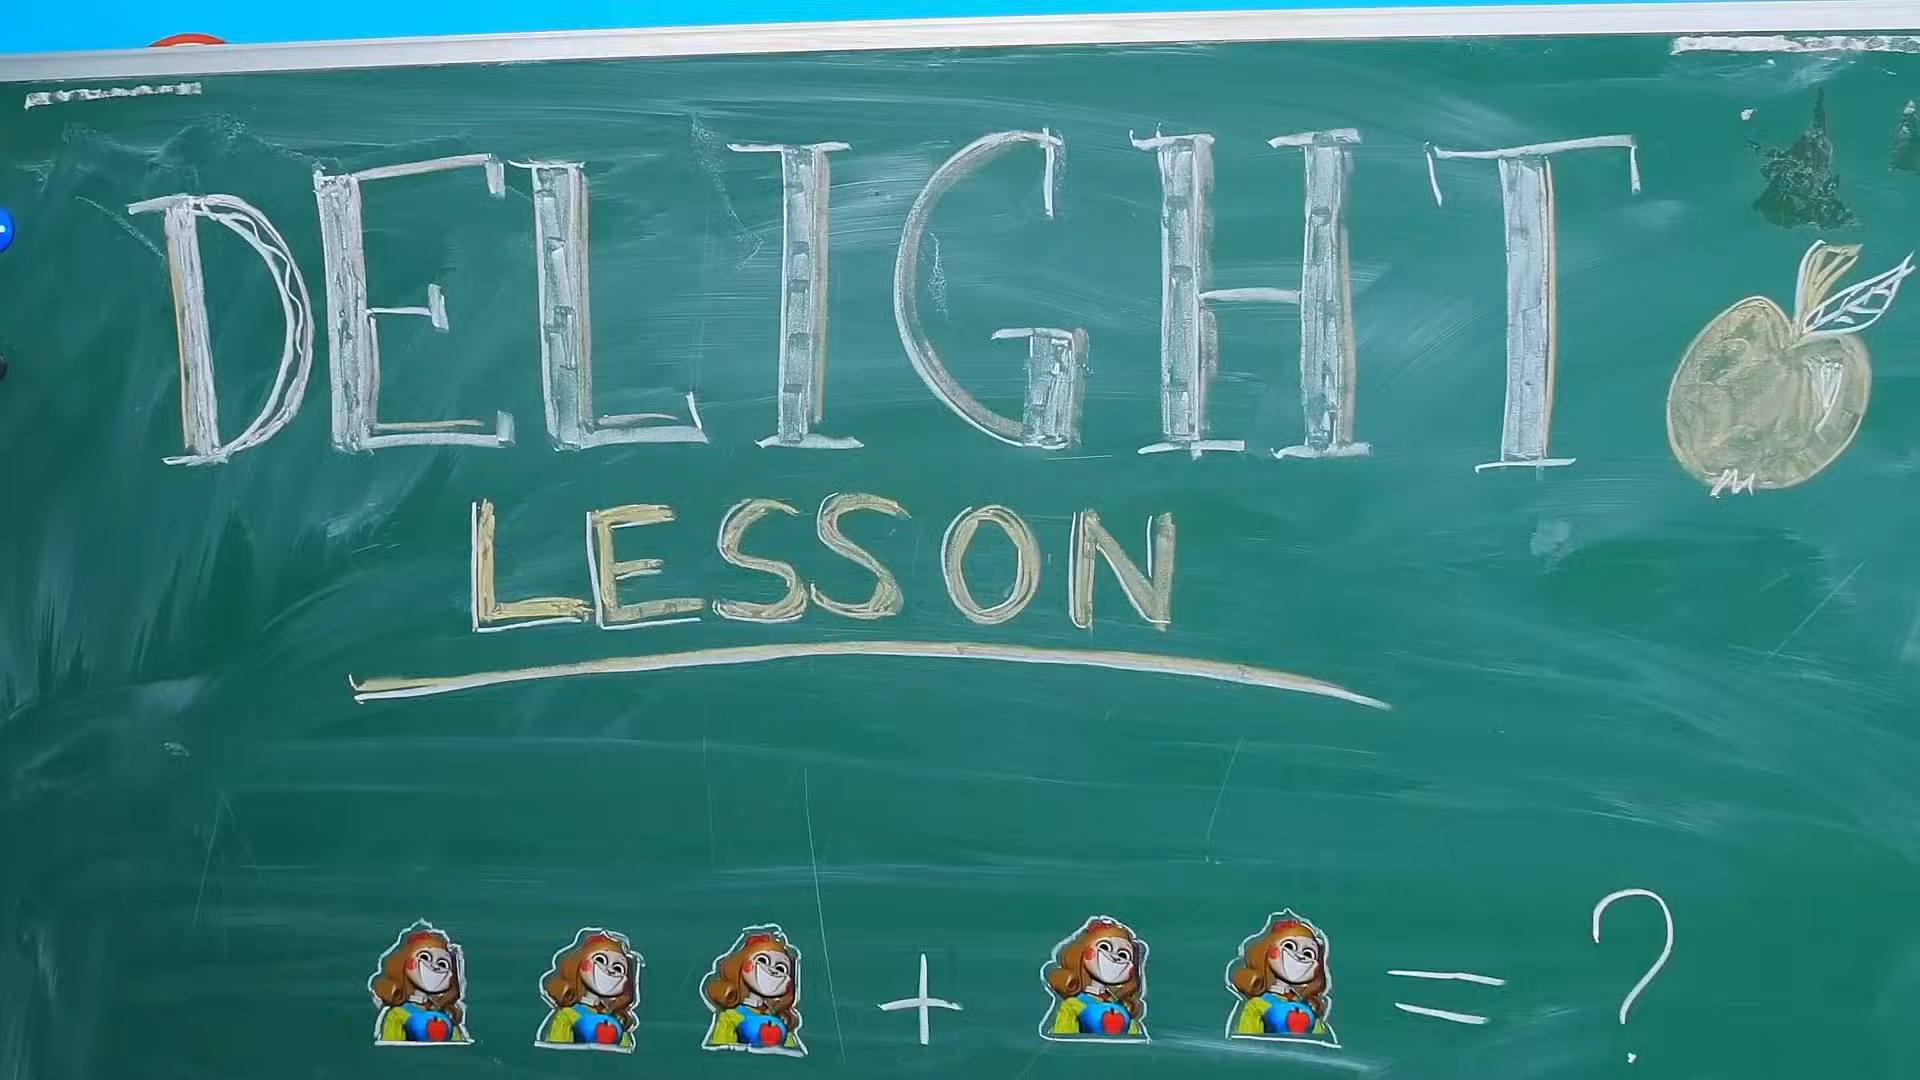 DELIGHT
LESSON
+ = ?